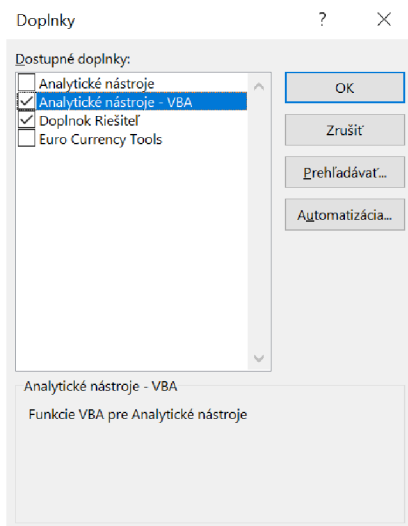 Doplnky
?
Dostupné doplnky:
Analytické nástroje
Analytické nástroje - VBA
Doplnok Riešiteľ
Euro Currency Tools
OK
Zrušiť
Prehľadávať...
Automatizácia...
Analytické nástroje - VBA
Funkcie VBA pre Analytické nástroje